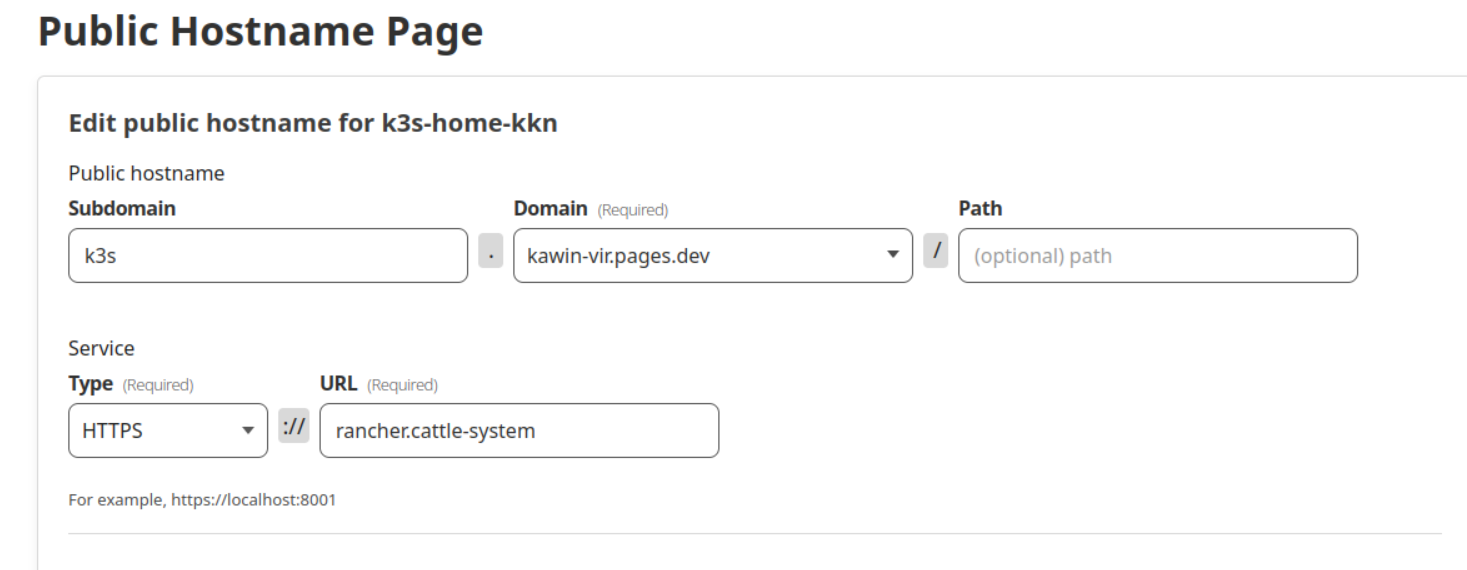 Public Hostname Page
Edit public hostname for k3s-home-kkn
Public hostname
Subdomain
Domain (Required)
Path
k3s
.
kawin-vir.pages.dev
/
(optional) path
Service
Type (Required)
URL (Required)
HTTPS
://
rancher.cattle-system
For example, https://localhost:8001